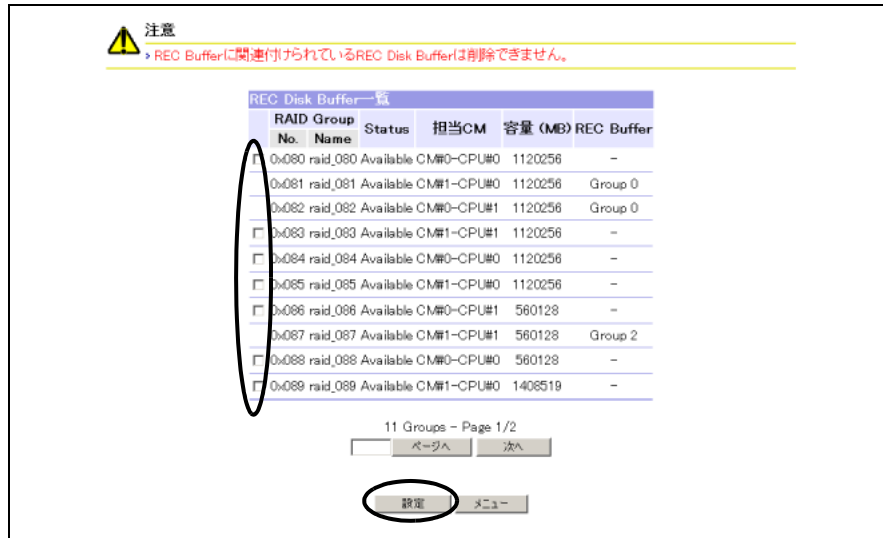 注意
REC Bufferに関連付けられているREC Disk Bufferは削除できません。
REC Disk Buffer一覧
RAID Group Status 担当CM 容量 (MB) REC Buffer
No. Name
0x080 raid_080 Available CM#0-CPU#0 1120256 -
0x081 raid_081 Available CM#1-CPU#0 1120256 Group 0
0x082 raid_082 Available CM#0-CPU#1 1120256 Group 0
0x083 raid_083 Available CM#1-CPU#1 1120256 -
0x084 raid_084 Available CM#0-CPU#0 1120256 -
0x085 raid_085 Available CM#1-CPU#0 1120256 -
0x086 raid_086 Available CM#0-CPU#1 560128 -
0x087 raid_087 Available CM#1-CPU#1 560128 Group 2
0x088 raid_088 Available CM#0-CPU#0 560128 -
0x089 raid_089 Available CM#1-CPU#0 1408519 -
11 Groups - Page 1/2
ページへ 次へ
設定 メニュー